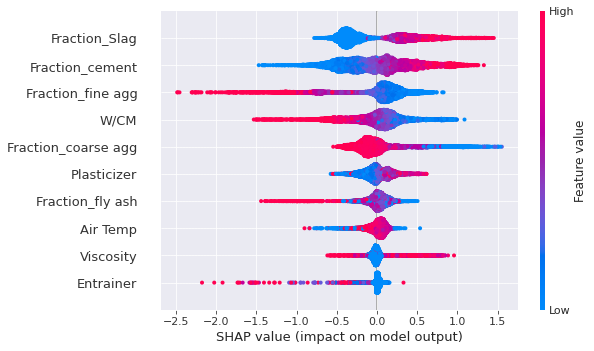 High
Fraction_Slag
Fraction_cement
Fraction_fine agg
W/CM
Fraction_coarse agg
Plasticizer
Fraction_fly ash
Air Temp
Viscosity
Entrainer
Feature value
Low
−2.5 −2.0 −1.5 −1.0 −0.5 0.0 0.5 1.0 1.5
SHAP value (impact on model output)